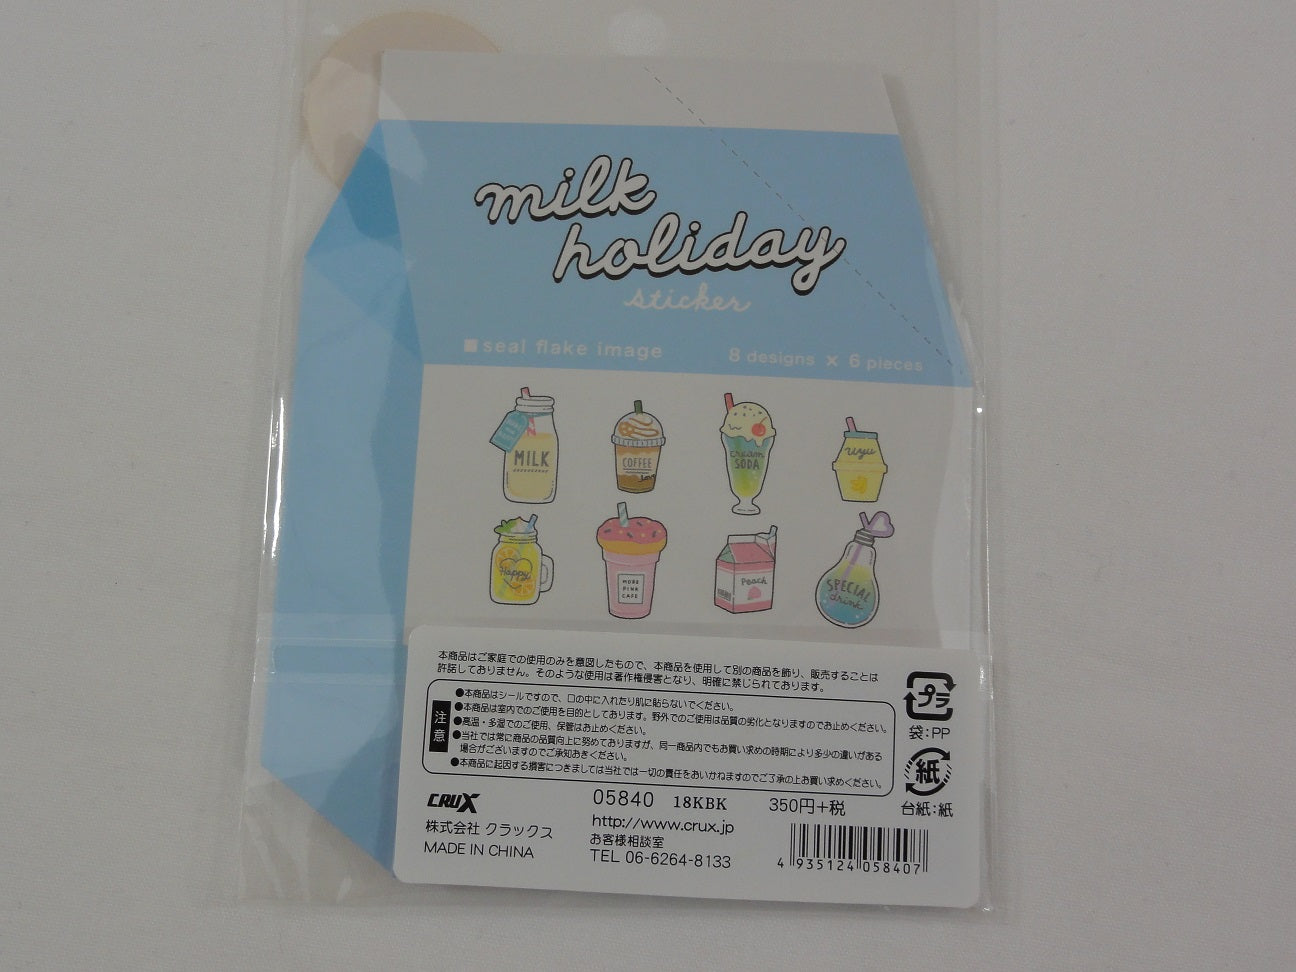 milk
holiday
sticker
■seal flake image
8 designs × 6 pieces
MILK
COFFEE
cream
SODA
uyu
Happy
MORE
PINK
CAFE
Peach
SPECIAL
drink
本商品はご家庭での使用のみを意図したもので、本商品を使用して別の商品を飾り、販売することは
許諾しておりません。そのような使用は著作権侵害となり、明確に禁じられております。
注意
●本商品はシールですので、口の中に入れたり肌に貼らないでください。
●本商品は室内でのご使用を目的としております。野外でのご使用は品質の劣化となりますのでお止めください。
●高温・多湿でのご使用、保管はお止めください。
●当社では常に商品の品質向上に努めておりますが、同一商品内でもお買い求めの時期により多少の違いがある
場合がございますのでご承知おきください。
●本商品に起因する損害につきましては当社では一切の責任をおいかねますのでご了承の上お買い求めください。
プラ
袋:PP
紙
台紙:紙
CRUX
株式会社 クラックス
MADE IN CHINA
05840 18KBK 350円+税
http://www.crux.jp
お客様相談室
TEL 06-6264-8133
4 935124 058407